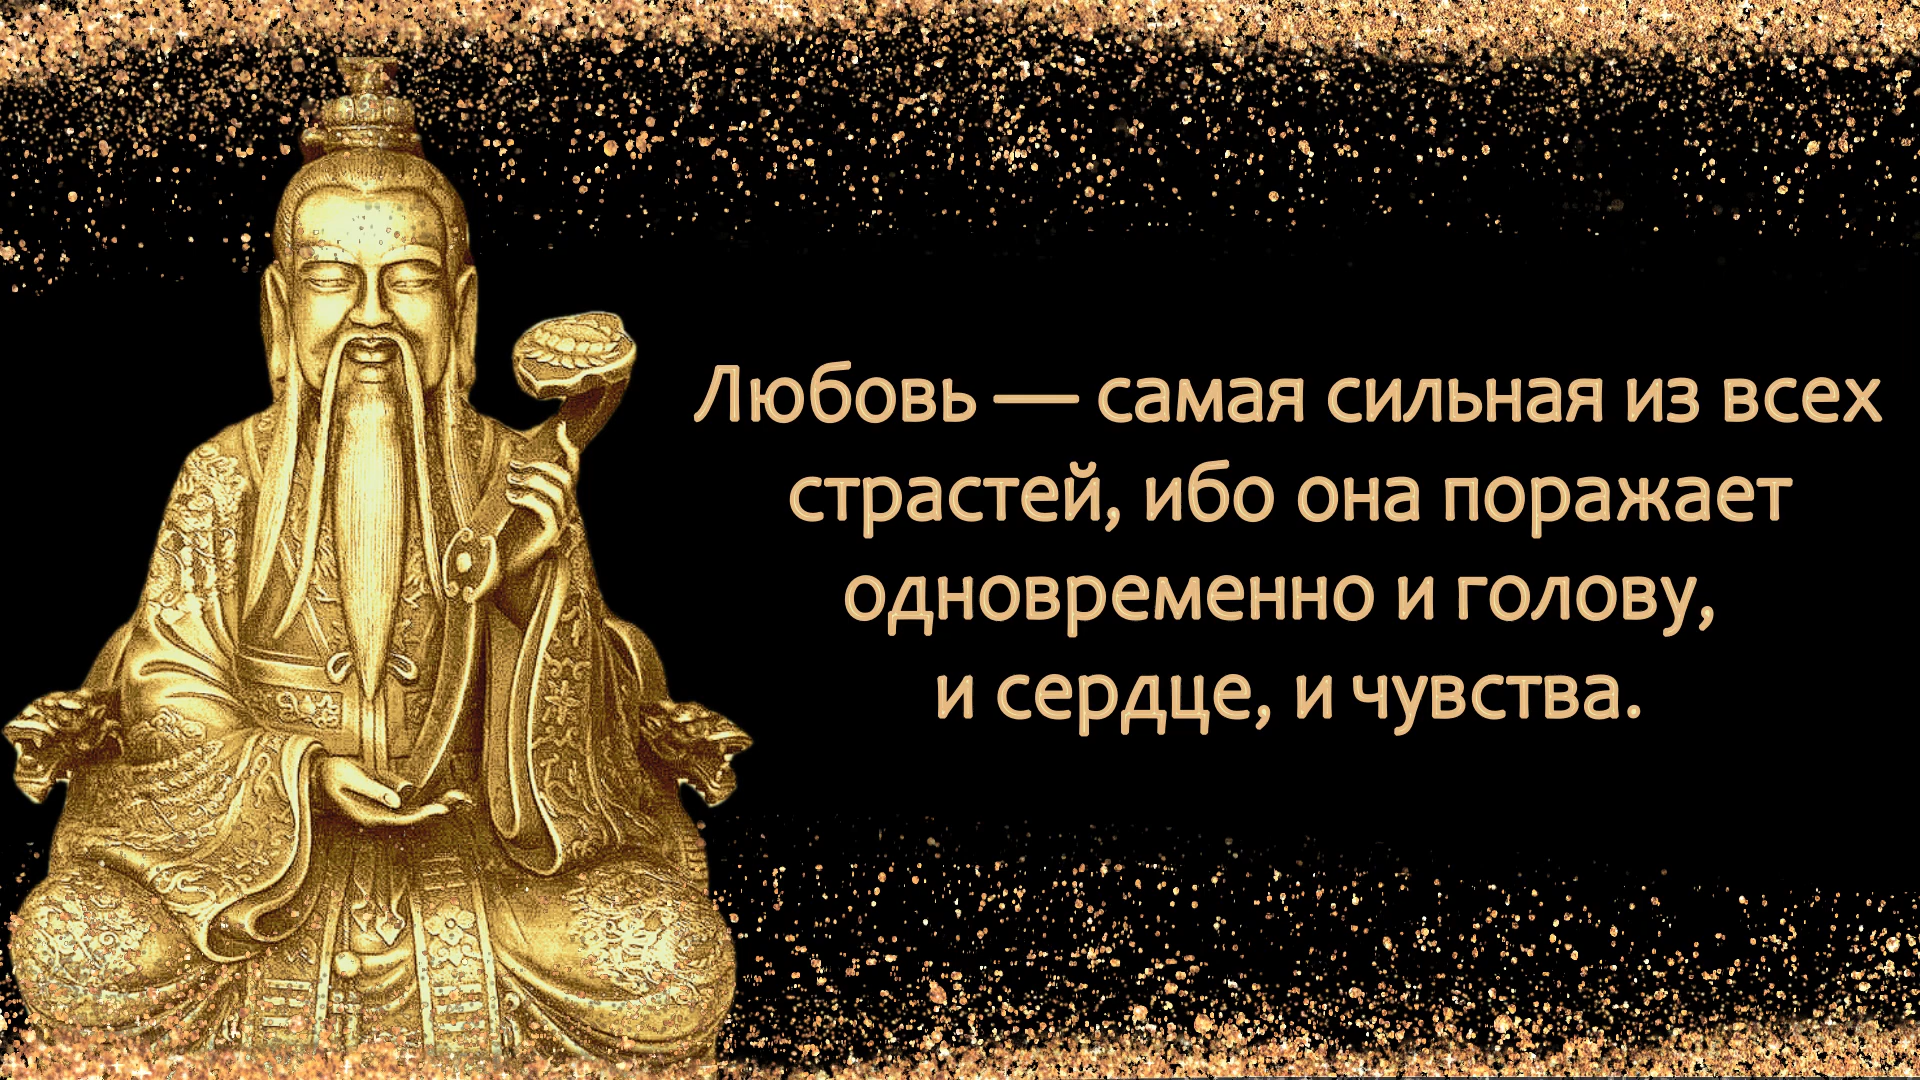 Любовь — самая сильная из всех
страстей, ибо она поражает
одновременно и голову,
и сердце, и чувства.